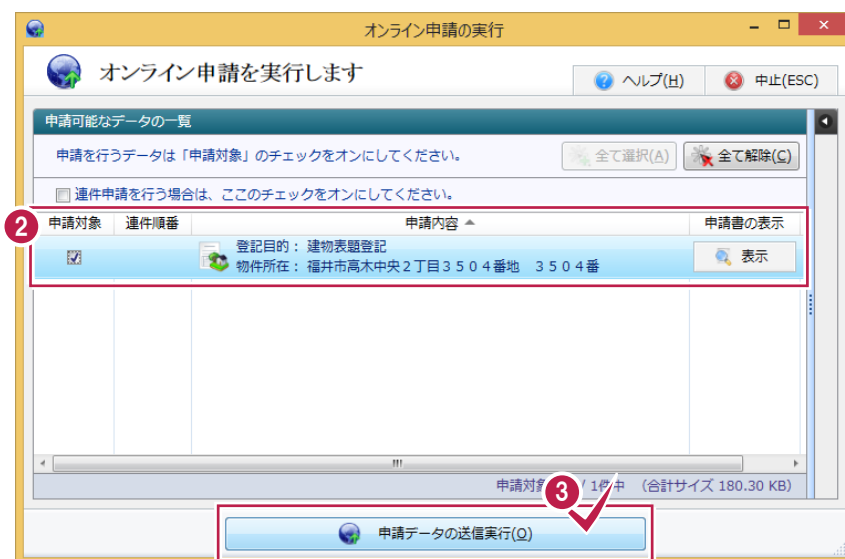 オンライン申請の実行
オンライン申請を実行します
ヘルプ(H)
中止(ESC)
申請可能なデータの一覧
申請を行うデータは「申請対象」のチェックをオンにしてください。
全て選択(A)
全て解除(C)
連件申請を行う場合は、ここのチェックをオンにしてください。
2
申請対象 連件順番 申請内容 申請書の表示
登記目的： 建物表題登記
物件所在： 福井市高木中央２丁目３５０４番地　３５０４番
表示
申請対象 / 1件中 (合計サイズ 180.30 KB)
3
申請データの送信実行(O)